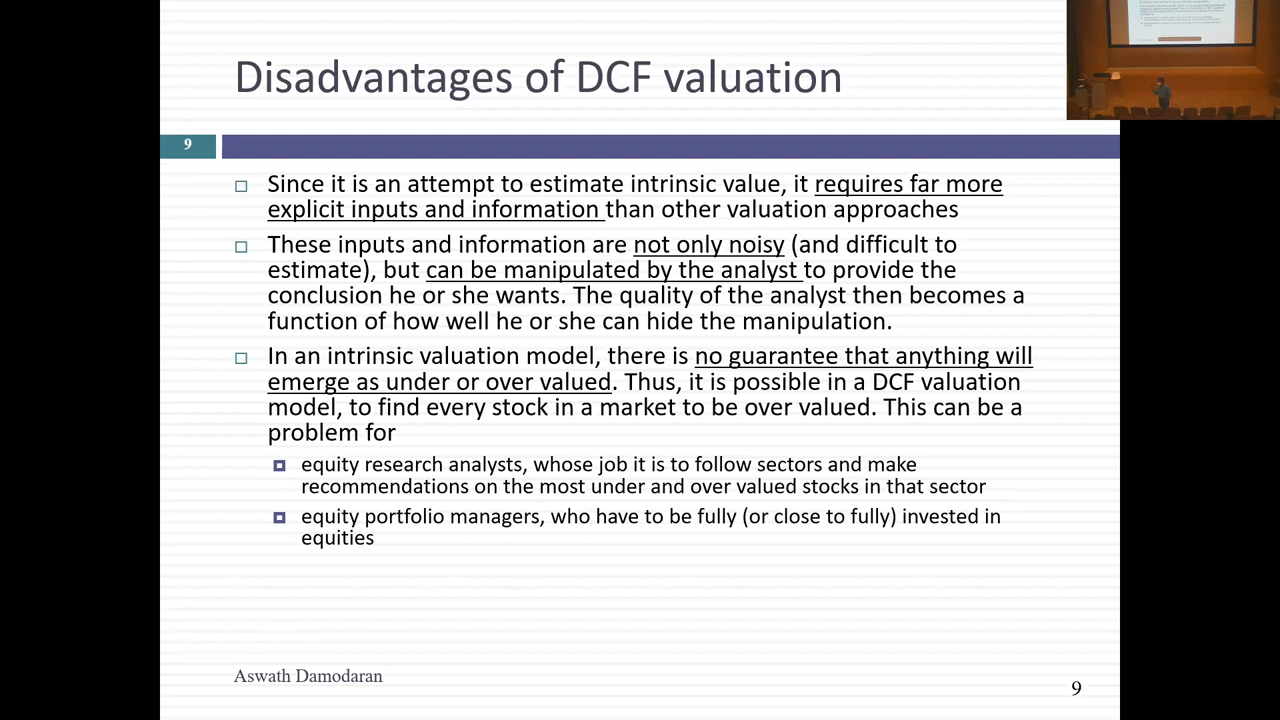 Disadvantages of DCF valuation
9
Since it is an attempt to estimate intrinsic value, it requires far more
explicit inputs and information than other valuation approaches
These inputs and information are not only noisy (and difficult to
estimate), but can be manipulated by the analyst to provide the
conclusion he or she wants. The quality of the analyst then becomes a
function of how well he or she can hide the manipulation.
In an intrinsic valuation model, there is no guarantee that anything will
emerge as under or over valued. Thus, it is possible in a DCF valuation
model, to find every stock in a market to be over valued. This can be a
problem for
equity research analysts, whose job it is to follow sectors and make
recommendations on the most under and over valued stocks in that sector
equity portfolio managers, who have to be fully (or close to fully) invested in
equities
Aswath Damodaran
9